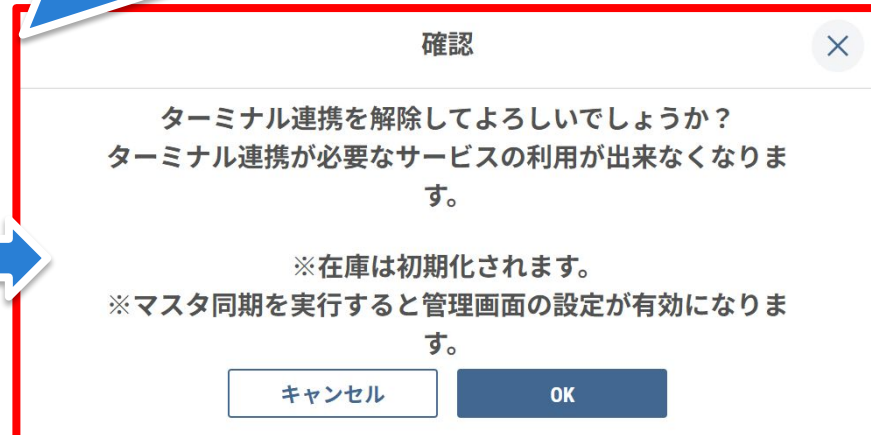 確認
ターミナル連携を解除してよろしいでしょうか？
ターミナル連携が必要なサービスの利用が出来なくなりま
す。
※在庫は初期化されます。
※マスタ同期を実行すると管理画面の設定が有効になりま
す。
キャンセル
OK